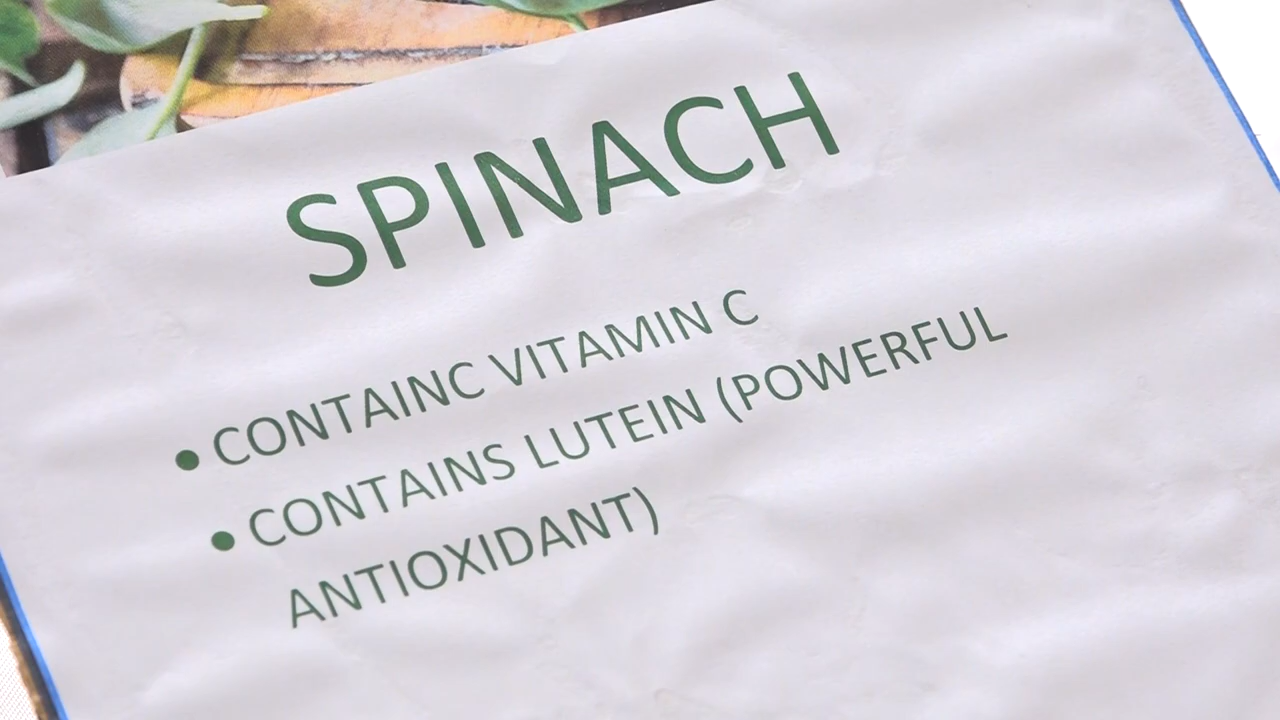 SPINACH
• CONTAINC VITAMIN C
• CONTAINS LUTEIN (POWERFUL
ANTIOXIDANT)